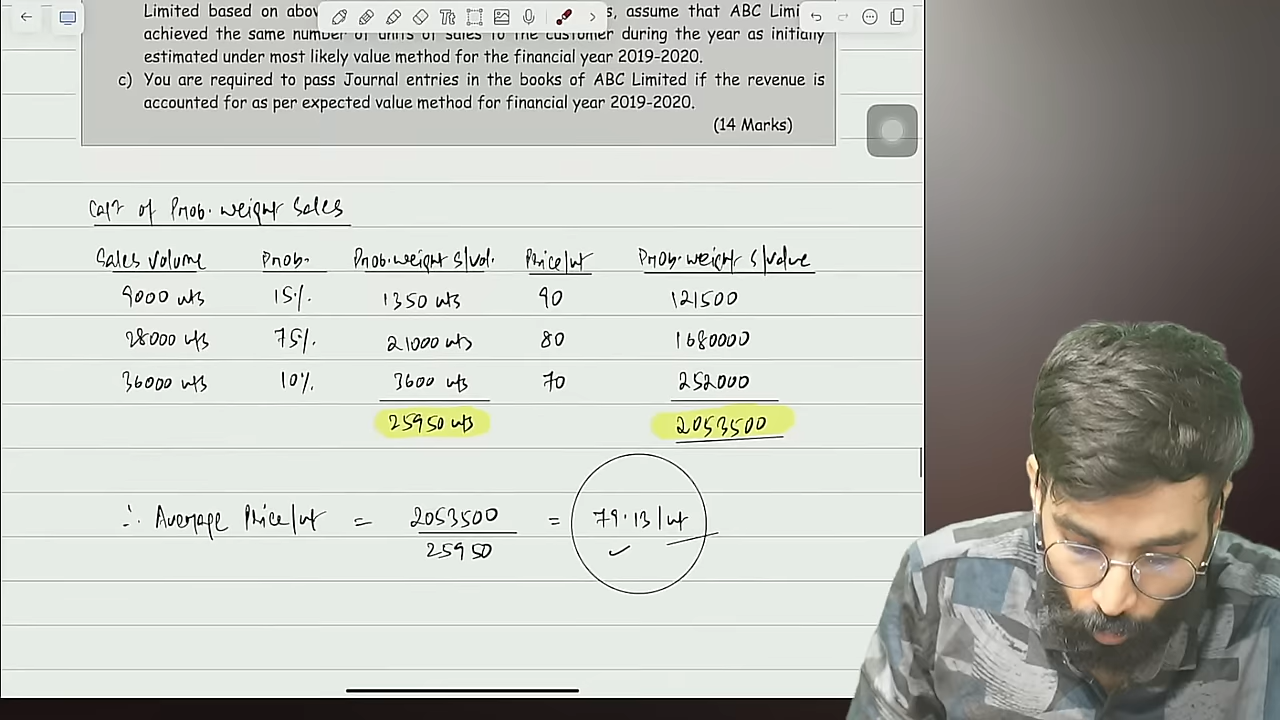 Limited based on abov s, assume that ABC Limi
achieved the same number of units of sales to the customer during the year as initially
estimated under most likely value method for the financial year 2019-2020.
c) You are required to pass Journal entries in the books of ABC Limited if the revenue is
accounted for as per expected value method for financial year 2019-2020.
(14 Marks)
Calⁿ of Prob. weight Sales
Sales Volume Prob. Prob. weight S/vol. Price/ut Prob. weight S/value
9000 uts 15% 1350 uts 90 121500
28000 uts 75% 21000 uts 80 1680000
36000 uts 10% 3600 uts 70 252000
25950 uts 2053500
∴ Average Price/ut = 2053500 = 79.13/ut
25950